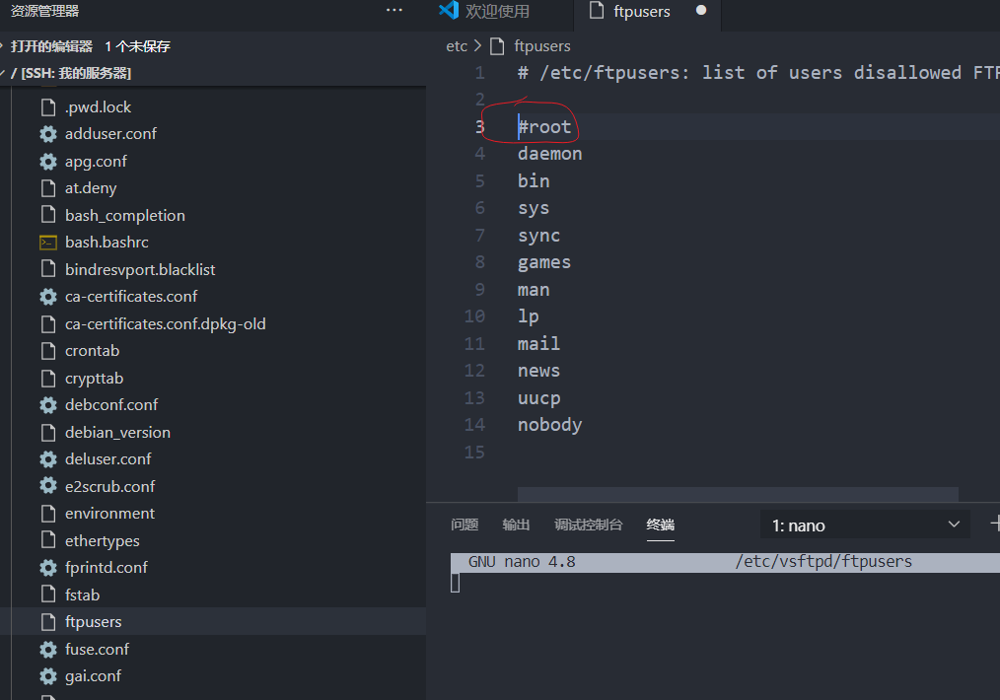 资源管理器
···
打开的编辑器 1 个未保存
/ [SSH: 我的服务器]
.pwd.lock
adduser.conf
apg.conf
at.deny
bash_completion
bash.bashrc
bindresvport.blacklist
ca-certificates.conf
ca-certificates.conf.dpkg-old
crontab
crypttab
debconf.conf
debian_version
deluser.conf
e2scrub.conf
environment
ethertypes
fprintd.conf
fstab
ftpusers
fuse.conf
gai.conf
欢迎使用
ftpusers
etc > ftpusers
1 # /etc/ftpusers: list of users disallowed FTP
2
3 #root
4 daemon
5 bin
6 sys
7 sync
8 games
9 man
10 lp
11 mail
12 news
13 uucp
14 nobody
15
问题 输出 调试控制台 终端 1: nano
GNU nano 4.8 /etc/vsftpd/ftpusers